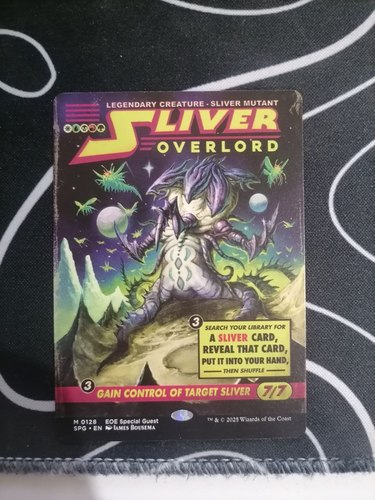 LEGENDARY CREATURE - SLIVER MUTANT
SLIVER
OVERLORD
3
SEARCH YOUR LIBRARY FOR
A SLIVER CARD,
REVEAL THAT CARD,
PUT IT INTO YOUR HAND,
THEN SHUFFLE
3
GAIN CONTROL OF TARGET SLIVER 7/7
M 0128 EOE Special Guest
SPG • EN JAMES BOUSEMA
™ & © 2025 Wizards of the Coast